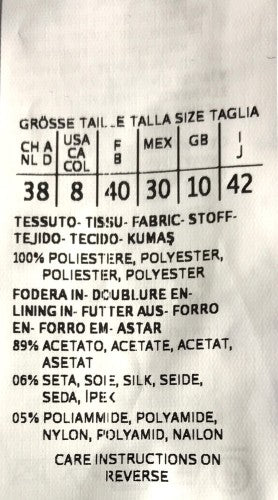 GRÖSSE TAILLE TALLA SIZE TAGLIA
CH A NL D USA CA COL F B MEX GB I J
38 8 40 30 10 42
TESSUTO- TISSU- FABRIC- STOFF-
TEJIDO- TECIDO- KUMAŞ
100% POLIESTERE, POLYESTER,
POLIESTER, POLYESTER
FODERA IN- DOUBLURE EN-
LINING IN- FUTTER AUS- FORRO
EN- FORRO EM- ASTAR
89% ACETATO, ACETATE, ACETAT,
ASETAT
06% SETA, SOIE, SILK, SEIDE,
SEDA, İPEK
05% POLIAMMIDE, POLYAMIDE,
NYLON, POLYAMID, NAILON
CARE INSTRUCTIONS ON
REVERSE